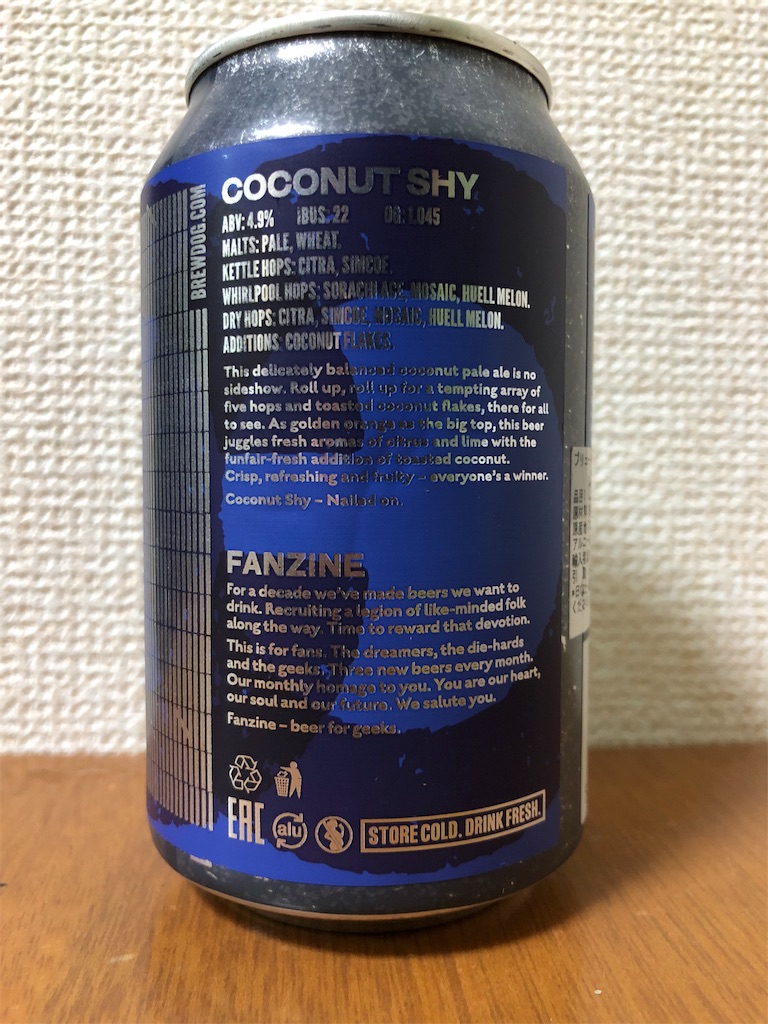 COCONUT SHY
ABV: 4.9% IBUS: 22 OG: 1.045
MALTS: PALE, WHEAT.
KETTLE HOPS: CITRA, SIMCOE.
WHIRLPOOL HOPS: SORACHI ACE, MOSAIC, HUELL MELON.
DRY HOPS: CITRA, SIMCOE, MOSAIC, HUELL MELON.
ADDITIONS: COCONUT FLAKES.
This delicately balanced coconut pale ale is no
sideshow. Roll up, roll up for a tempting array of
five hops and toasted coconut flakes, there for all
to see. As golden orange as the big top, this beer
juggles fresh aromas of citrus and lime with the
funfair-fresh addition of toasted coconut.
Crisp, refreshing and fruity – everyone's a winner.
Coconut Shy – Nailed on.
FANZINE
For a decade we've made beers we want to
drink. Recruiting a legion of like-minded folk
along the way. Time to reward that devotion.
This is for fans. The dreamers, the die-hards
and the geeks. Three new beers every month.
Our monthly homage to you. You are our heart,
our soul and our future. We salute you.
Fanzine – beer for geeks.
EAC
alu
STORE COLD. DRINK FRESH.
BREWDOG.COM